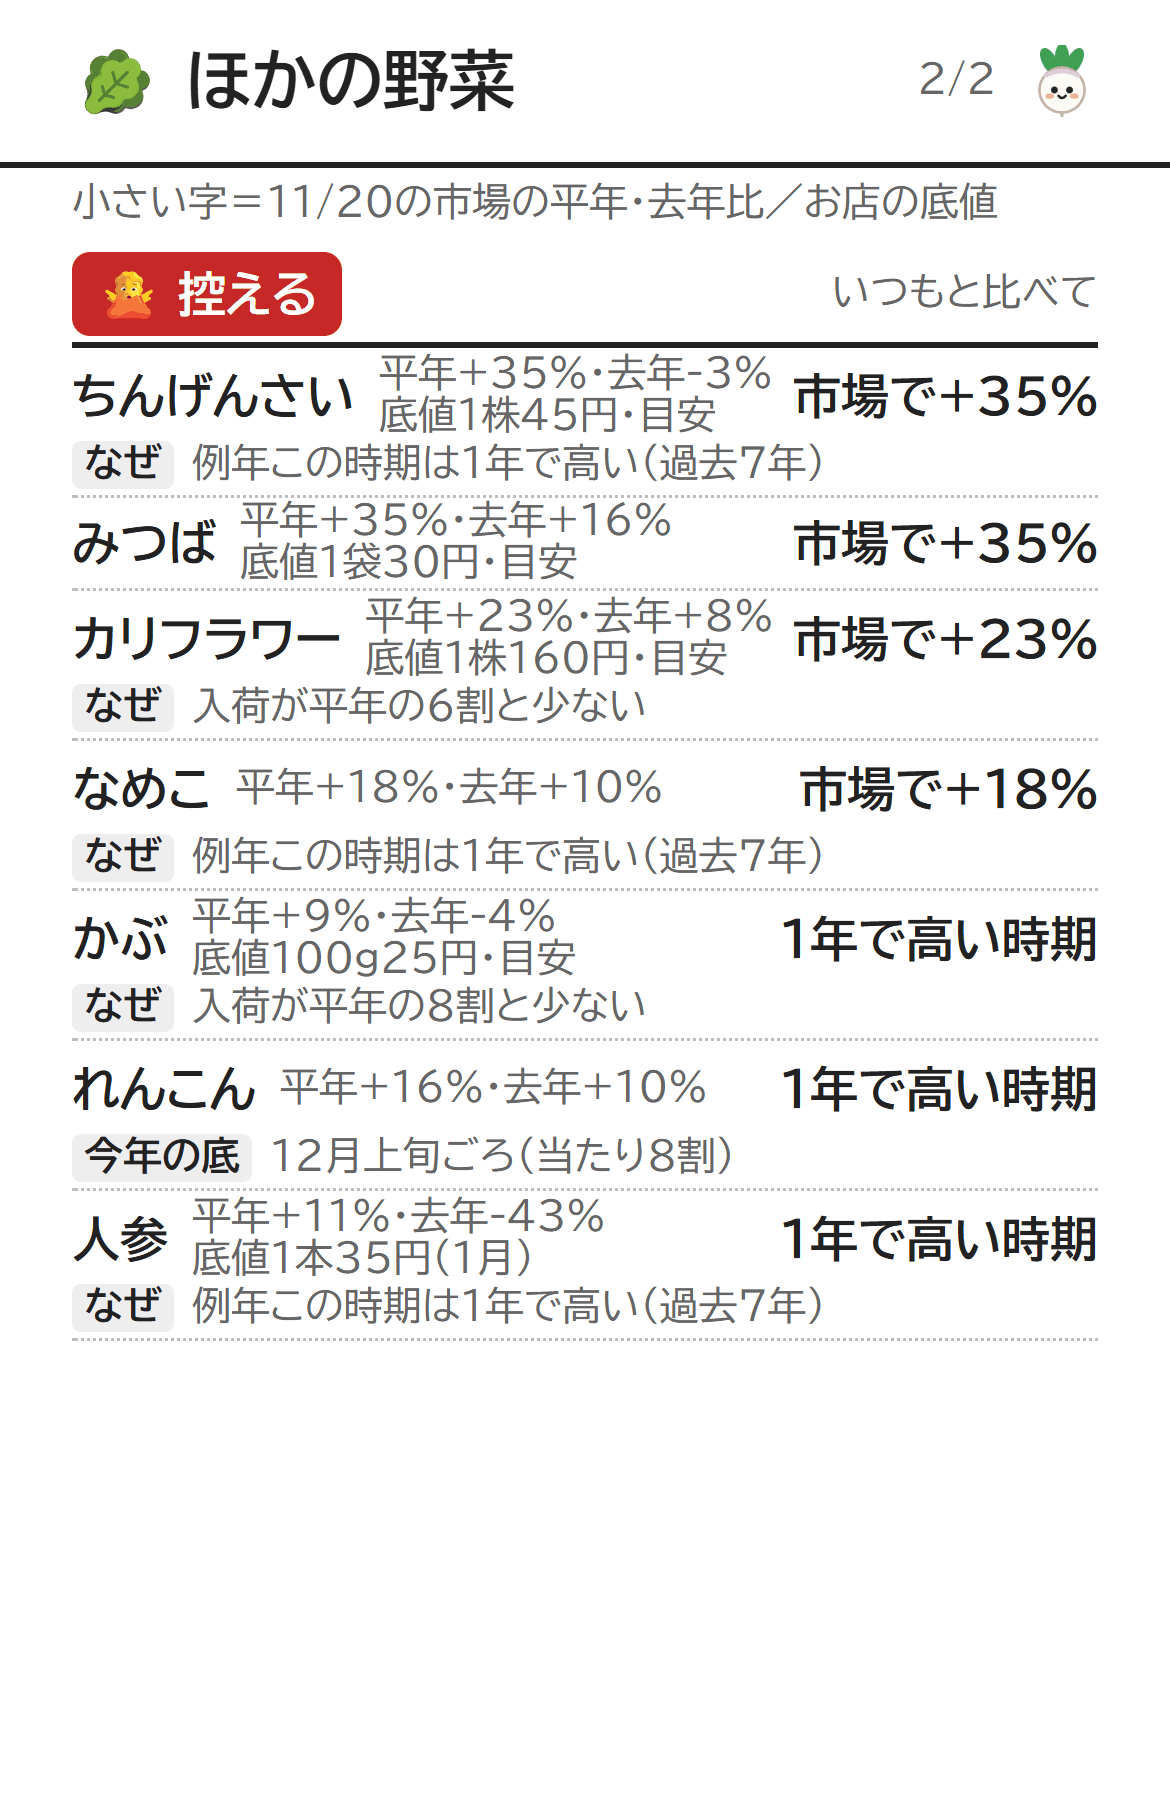 ほかの野菜
2/2
小さい字＝11/20の市場の平年・去年比／お店の底値
控える
いつもと比べて
ちんげんさい
平年+35%・去年-3%
底値1株45円・目安
市場で+35%
なぜ 例年この時期は1年で高い（過去7年）
みつば
平年+35%・去年+16%
底値1袋30円・目安
市場で+35%
カリフラワー
平年+23%・去年+8%
底値1株160円・目安
市場で+23%
なぜ 入荷が平年の6割と少ない
なめこ 平年+18%・去年+10% 市場で+18%
なぜ 例年この時期は1年で高い（過去7年）
かぶ
平年+9%・去年-4%
底値100g25円・目安
1年で高い時期
なぜ 入荷が平年の8割と少ない
れんこん 平年+16%・去年+10% 1年で高い時期
今年の底 12月上旬ごろ（当たり8割）
人参
平年+11%・去年-43%
底値1本35円（1月）
1年で高い時期
なぜ 例年この時期は1年で高い（過去7年）